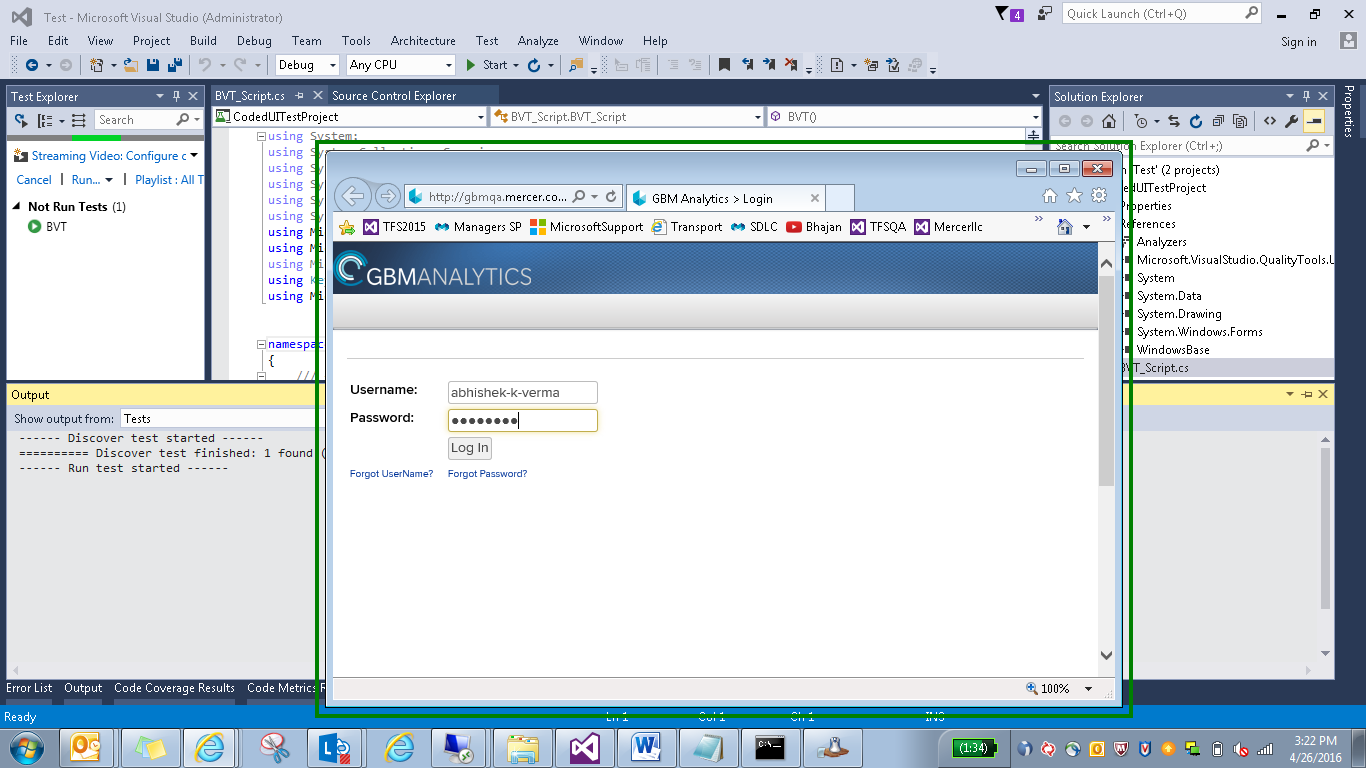 Test - Microsoft Visual Studio (Administrator)
4
Quick Launch (Ctrl+Q)
File Edit View Project Build Debug Team Tools Architecture Test Analyze Window Help
Sign in
Debug Any CPU Start
Test Explorer
Search
Streaming Video: Configure c
Cancel Run... Playlist : All T
Not Run Tests (1)
BVT
BVT_Script.cs Source Control Explorer
CodedUITestProject BVT_Script.BVT_Script BVT()
using System;
using
using
using
using
using
using Mi
using Mi
using Mi
using Ke
using Mi
namespac
{
///
Solution Explorer
Search Solution Explorer (Ctrl+;)
'Test' (2 projects)
dedUITestProject
Properties
References
Analyzers
Microsoft.VisualStudio.QualityTools.U
System
System.Data
System.Drawing
System.Windows.Forms
WindowsBase
BVT_Script.cs
Properties
http://gbmqa.mercer.co...
GBM Analytics > Login
TFS2015 Managers SP MicrosoftSupport Transport SDLC Bhajan TFSQA Mercerllc
GBMANALYTICS
Username: abhishek-k-verma
Password: ●●●●●●●●
Log In
Forgot UserName? Forgot Password?
100%
Output
Show output from: Tests
------ Discover test started ------
========== Discover test finished: 1 found (
------ Run test started ------
Error List Output Code Coverage Results Code Metrics R
Ready Ln 1 Col 1 Ch 1 INS
(1:34)
3:22 PM
4/26/2016